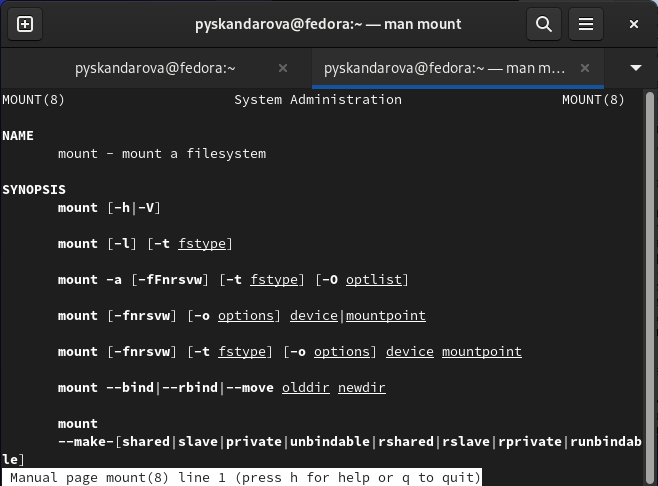 pyskandarova@fedora:~ — man mount
pyskandarova@fedora:~
pyskandarova@fedora:~ — man m…
MOUNT(8) System Administration MOUNT(8)
NAME
mount - mount a filesystem
SYNOPSIS
mount [-h|-V]
mount [-l] [-t fstype]
mount -a [-fFnrsvw] [-t fstype] [-O optlist]
mount [-fnrsvw] [-o options] device|mountpoint
mount [-fnrsvw] [-t fstype] [-o options] device mountpoint
mount --bind|--rbind|--move olddir newdir
mount
--make-[shared|slave|private|unbindable|rshared|rslave|rprivate|runbindab
le]
Manual page mount(8) line 1 (press h for help or q to quit)